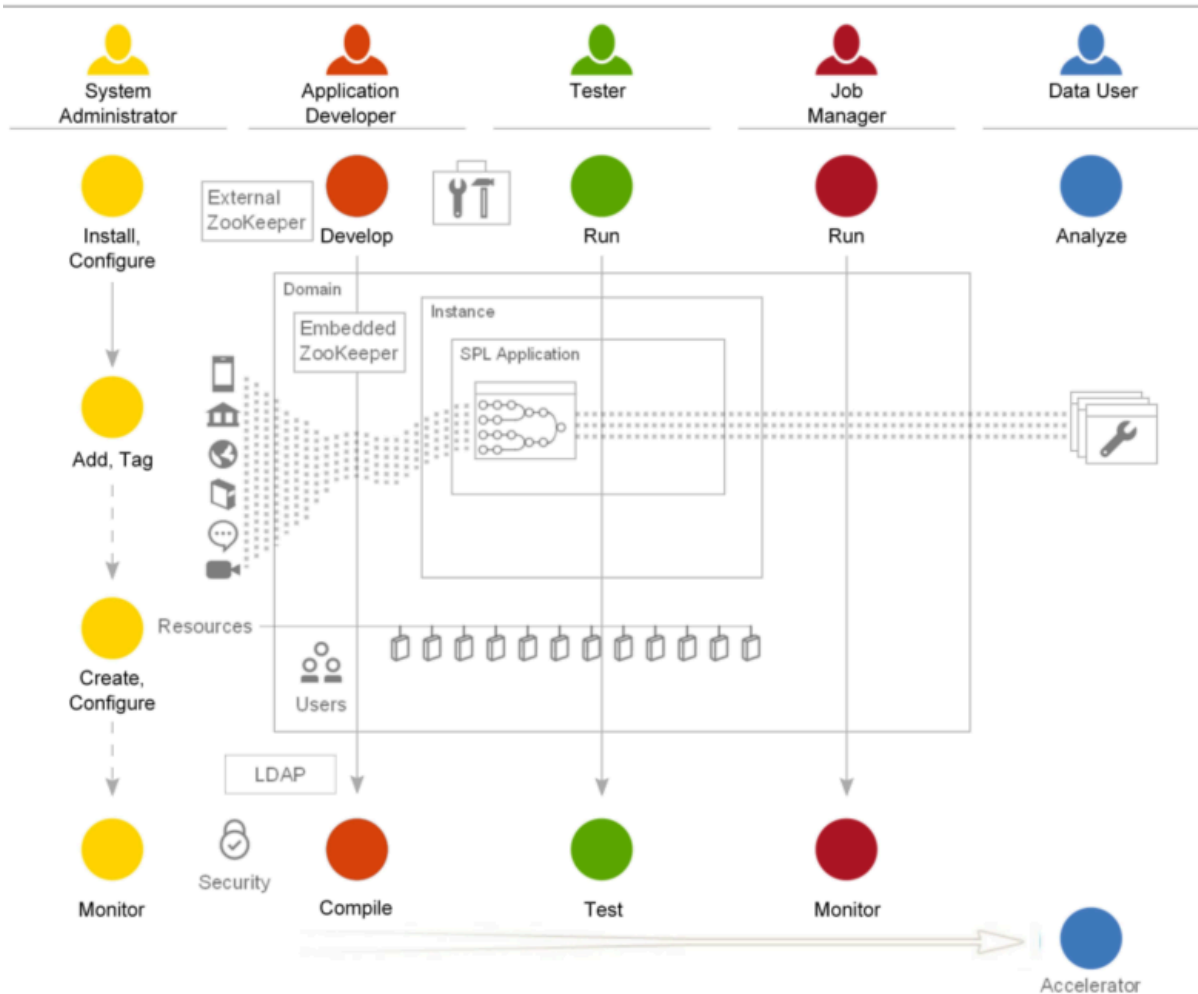 System
Administrator
Application
Developer
Tester
Job
Manager
Data User
External
ZooKeeper
Install,
Configure
Develop
Run
Run
Analyze
Domain
Instance
Embedded
ZooKeeper
SPL Application
Add, Tag
Resources
Create,
Configure
Users
LDAP
Security
Monitor
Compile
Test
Monitor
Accelerator